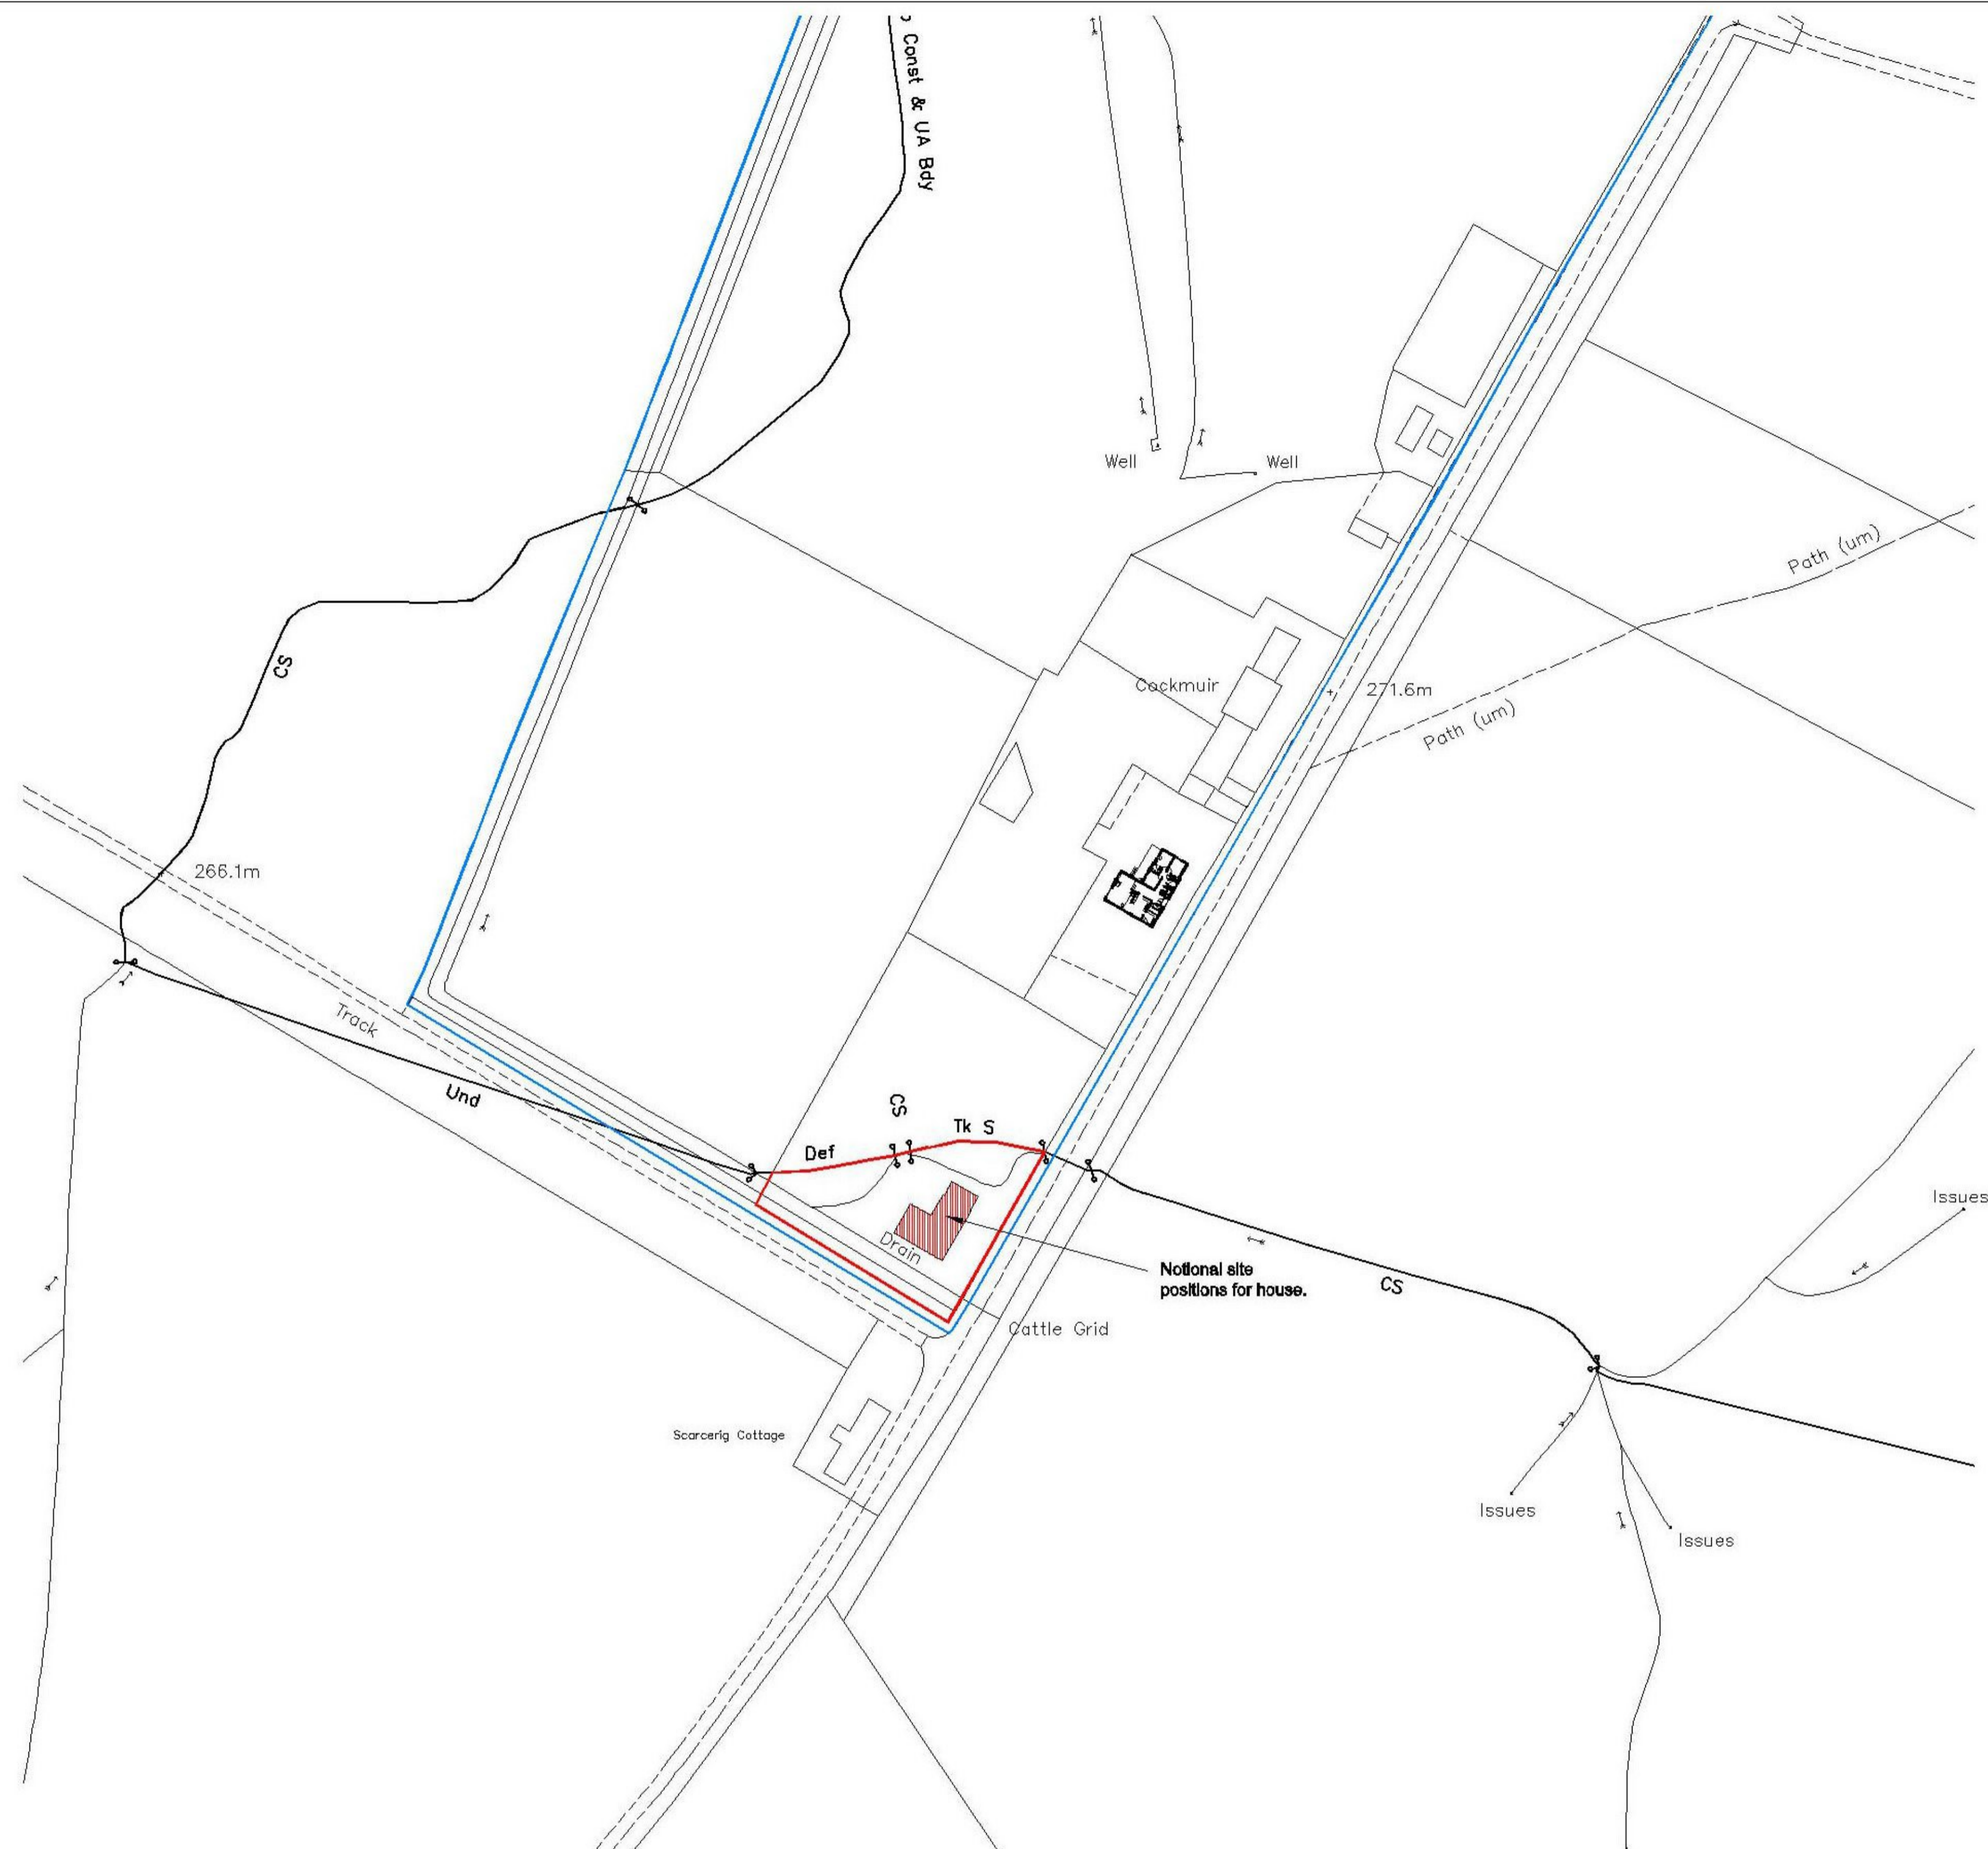 Const & UA Bdy
Well
Well
Path (um)
CS
Cockmuir
271.6m
Path (um)
266.1m
Track
Und
CS
Tk S
Def
Issues
Drain
Notional site
positions for house.
CS
Cattle Grid
Scarcerig Cottage
Issues
Issues